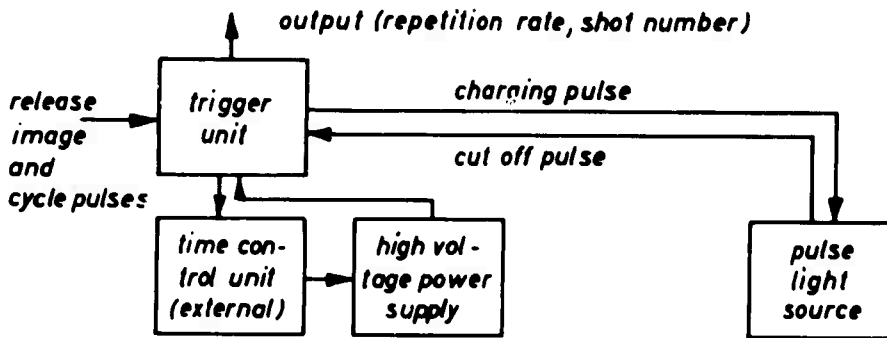 output (repetition rate, shot number)
release
image
and
cycle pulses
trigger
unit
charging pulse
cut off pulse
time con-
trol unit
(external)
high vol-
tage power
supply
pulse
light
source